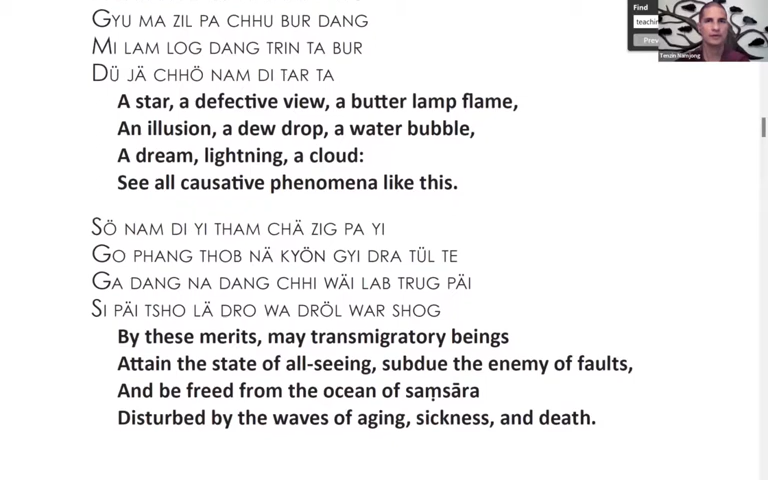 GYU MA ZIL PA CHHU BUR DANG
MI LAM LOG DANG TRIN TA BUR
DÜ JÄ CHHÖ NAM DI TAR TA
A star, a defective view, a butter lamp flame,
An illusion, a dew drop, a water bubble,
A dream, lightning, a cloud:
See all causative phenomena like this.
SÖ NAM DI YI THAM CHÄ ZIG PA YI
GO PHANG THOB NÄ KYÖN GYI DRA TÜL TE
GA DANG NA DANG CHHI WÄI LAB TRUG PÄI
SI PÄI TSHO LÄ DRO WA DRÖL WAR SHOG
By these merits, may transmigratory beings
Attain the state of all-seeing, subdue the enemy of faults,
And be freed from the ocean of saṃsāra
Disturbed by the waves of aging, sickness, and death.
Find
teachin
Prev
Tenzin Namjong